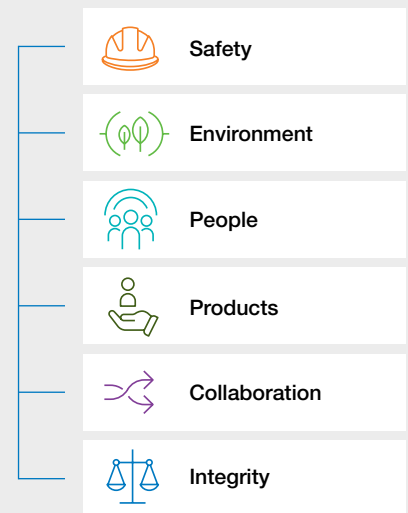 Safety
Environment
People
Products
Collaboration
Integrity